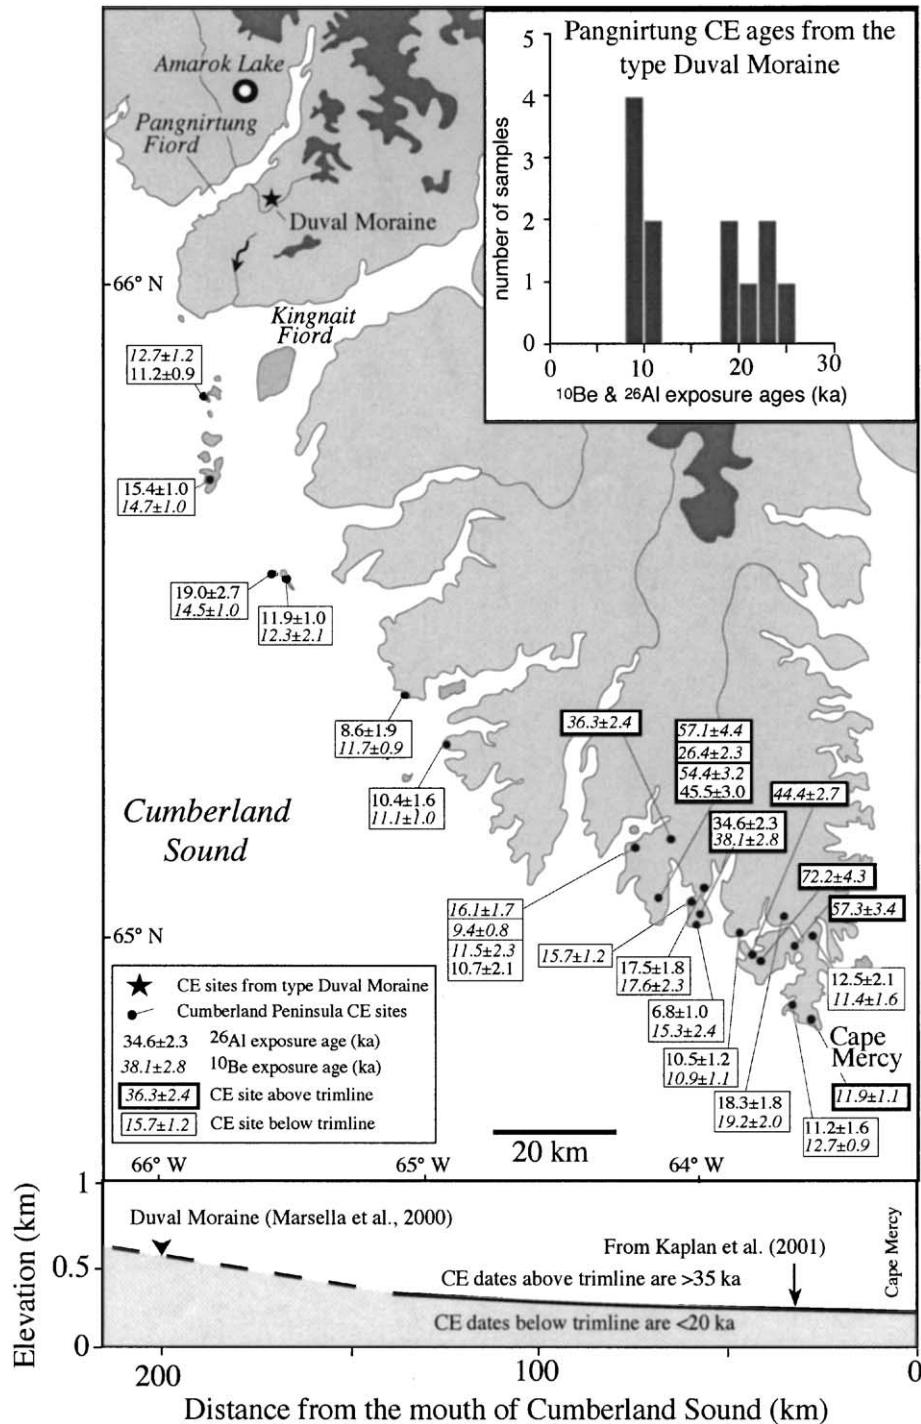 Pangnirtung CE ages from the
type Duval Moraine
5
4
3
2
1
0
number of samples
0
10
20
30
¹⁰Be & ²⁶Al exposure ages (ka)
Amarok Lake
Pangnirtung
Fiord
Duval Moraine
66° N
Kingnait
Fiord
12.7±1.2
11.2±0.9
15.4±1.0
14.7±1.0
19.0±2.7
14.5±1.0
11.9±1.0
12.3±2.1
8.6±1.9
11.7±0.9
10.4±1.6
11.1±1.0
36.3±2.4
57.1±4.4
26.4±2.3
54.4±3.2
45.5±3.0
44.4±2.7
34.6±2.3
38.1±2.8
72.2±4.3
57.3±3.4
Cumberland
Sound
16.1±1.7
9.4±0.8
11.5±2.3
10.7±2.1
65° N
15.7±1.2
17.5±1.8
17.6±2.3
6.8±1.0
15.3±2.4
10.5±1.2
10.9±1.1
18.3±1.8
19.2±2.0
12.5±2.1
11.4±1.6
Cape
Mercy
11.9±1.1
11.2±1.6
12.7±0.9
CE sites from type Duval Moraine
Cumberland Peninsula CE sites
34.6±2.3 ²⁶Al exposure age (ka)
38.1±2.8 ¹⁰Be exposure age (ka)
36.3±2.4 CE site above trimline
15.7±1.2 CE site below trimline
20 km
66° W
65° W
64° W
1
0.5
0
Elevation (km)
Duval Moraine (Marsella et al., 2000)
From Kaplan et al. (2001)
CE dates above trimline are >35 ka
CE dates below trimline are <20 ka
Cape Mercy
200
100
0
Distance from the mouth of Cumberland Sound (km)